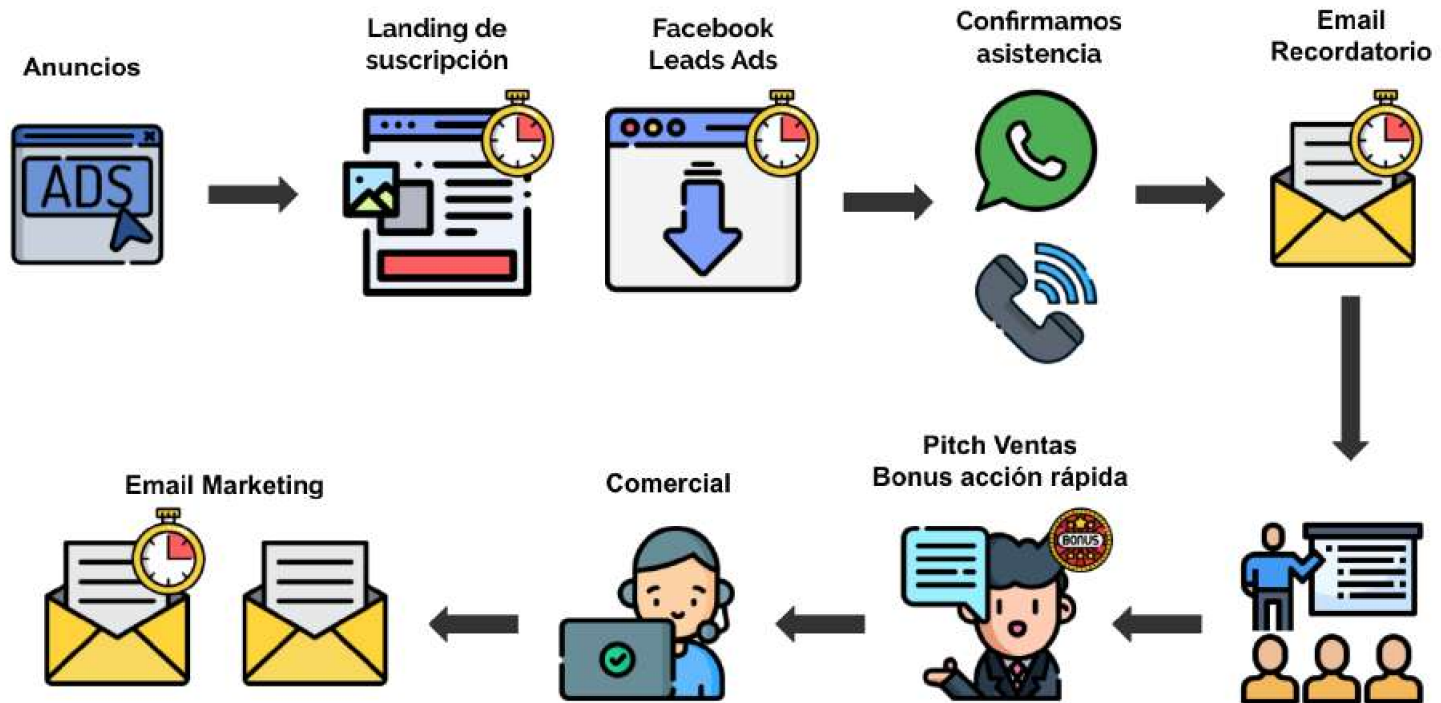 Anuncios
Landing de
suscripción
Facebook
Leads Ads
Confirmamos
asistencia
Email
Recordatorio
ADS
Pitch Ventas
Bonus acción rápida
Comercial
Email Marketing
BONUS